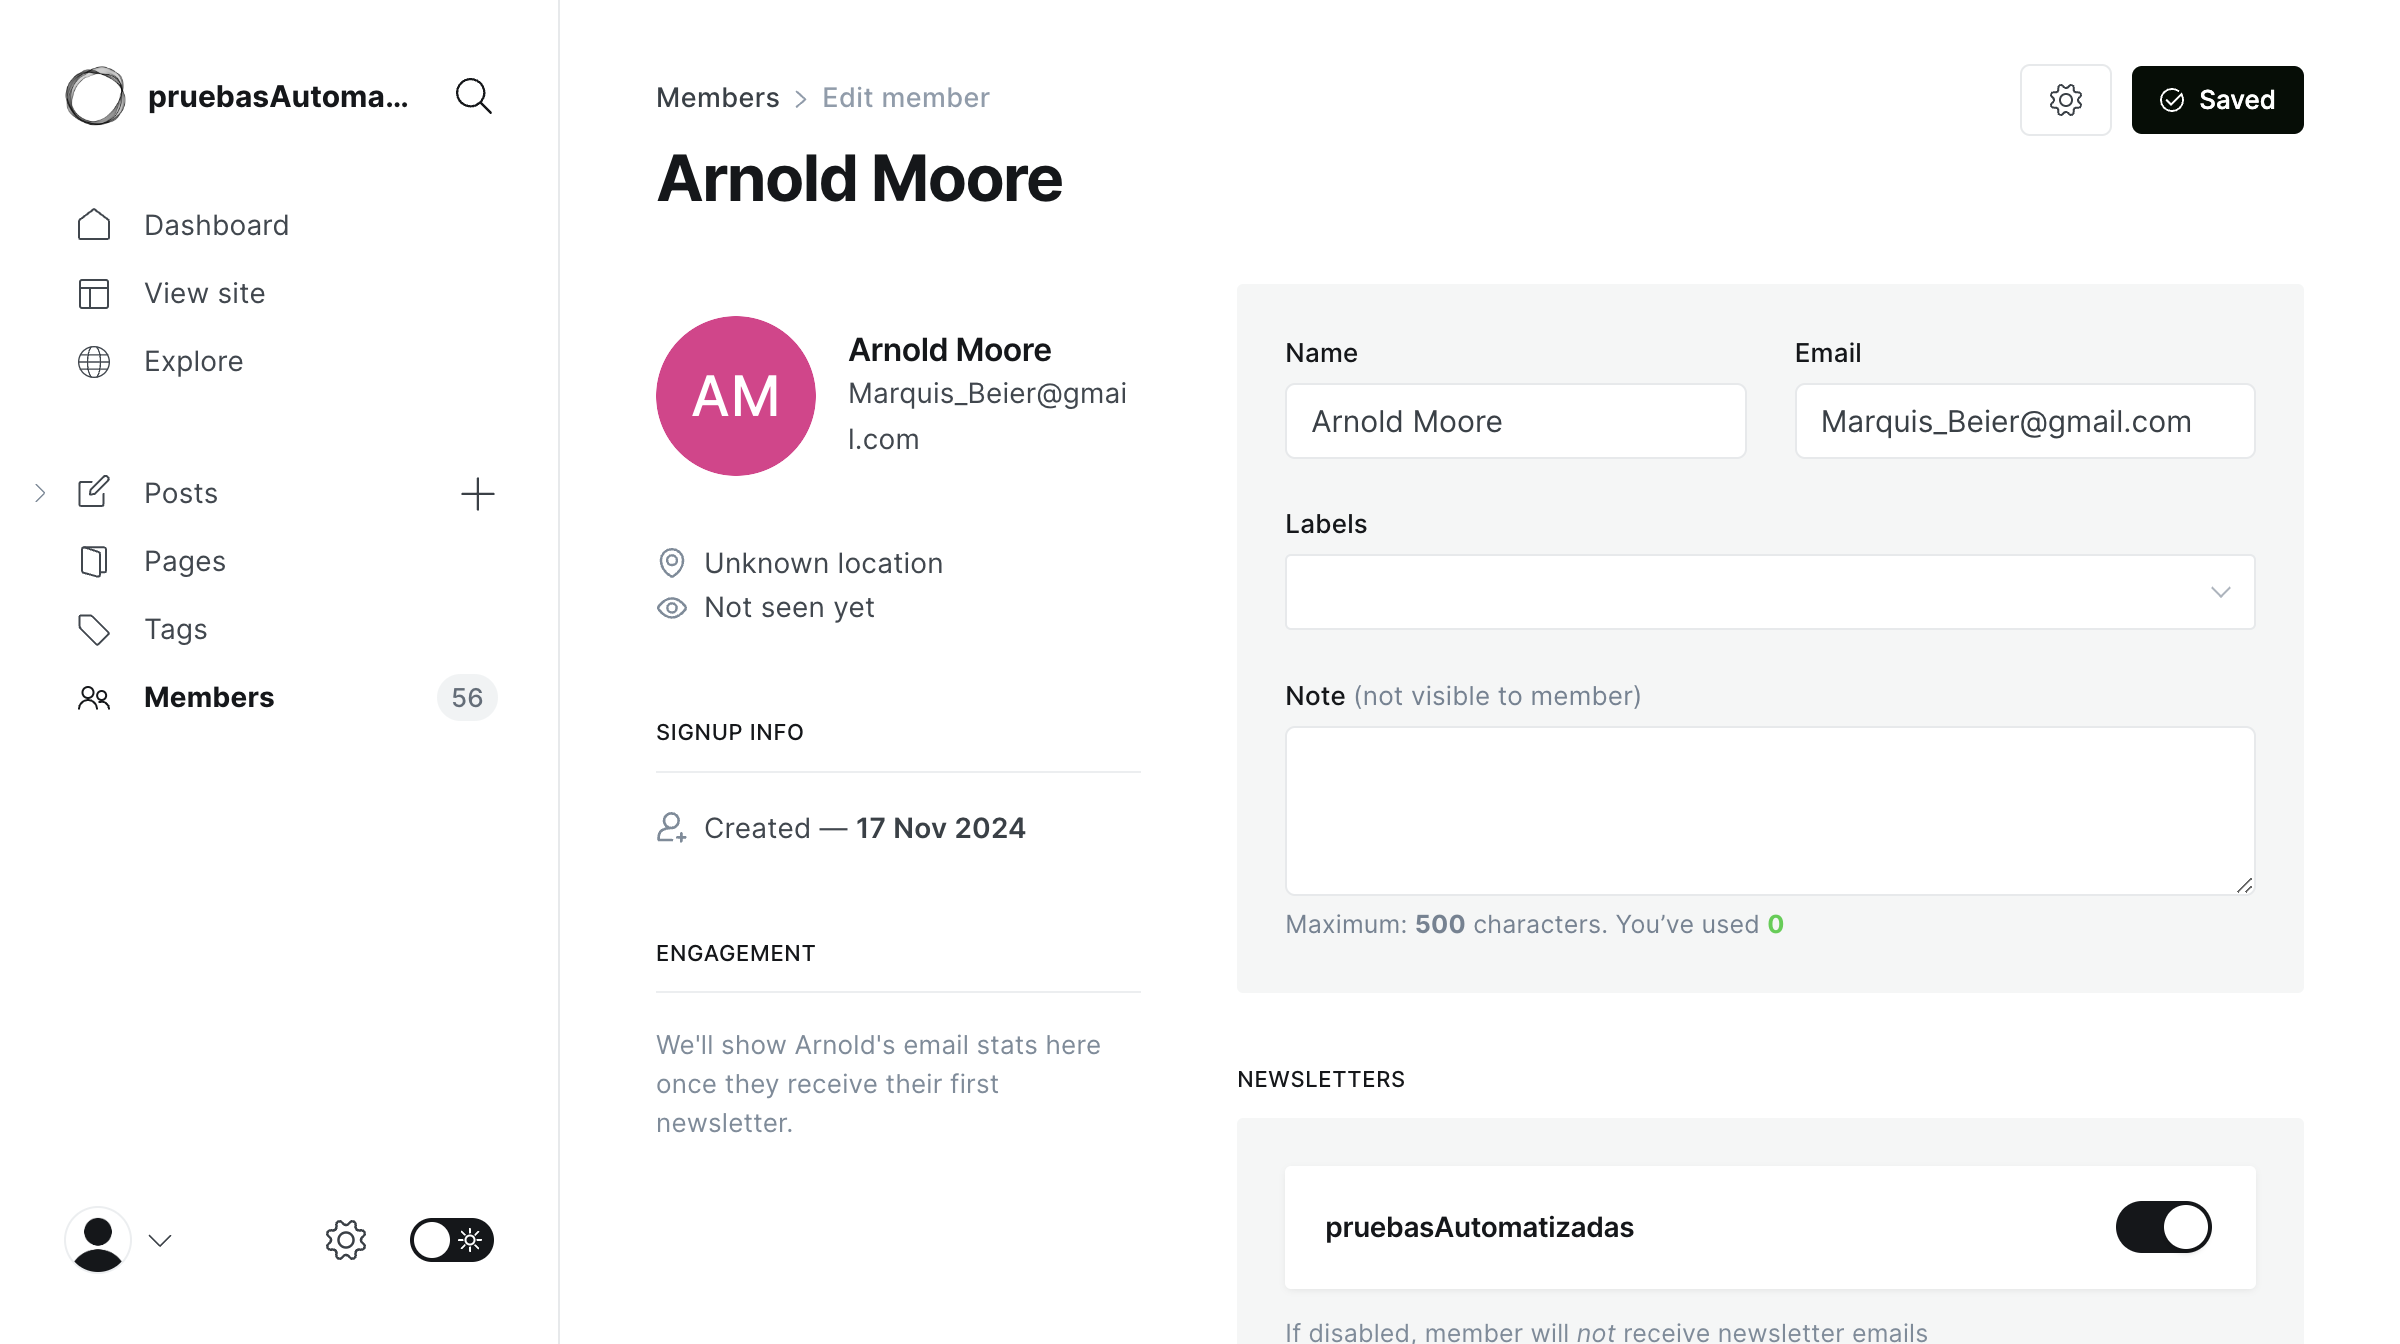 pruebasAutoma...
Dashboard
View site
Explore
Posts
Pages
Tags
Members 56
Members > Edit member
Saved
Arnold Moore
AM
Arnold Moore
Marquis_Beier@gmai
l.com
Unknown location
Not seen yet
SIGNUP INFO
Created — 17 Nov 2024
ENGAGEMENT
We'll show Arnold's email stats here
once they receive their first
newsletter.
Name
Arnold Moore
Email
Marquis_Beier@gmail.com
Labels
Note (not visible to member)
Maximum: 500 characters. You’ve used 0
NEWSLETTERS
pruebasAutomatizadas
If disabled, member will not receive newsletter emails